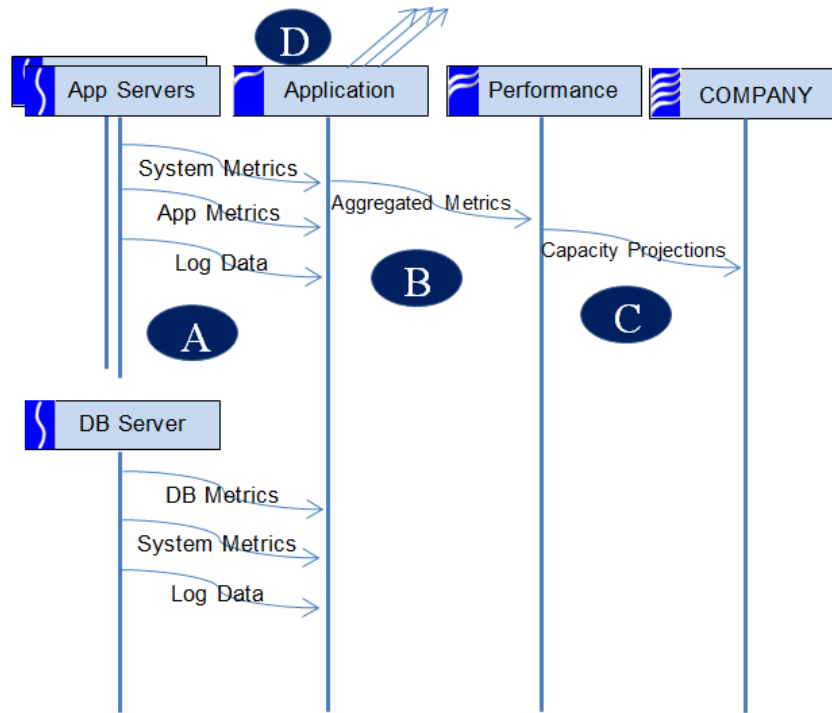 D
App Servers
Application
Performance
COMPANY
System Metrics
Aggregated Metrics
App Metrics
Capacity Projections
Log Data
B
C
A
DB Server
DB Metrics
System Metrics
Log Data